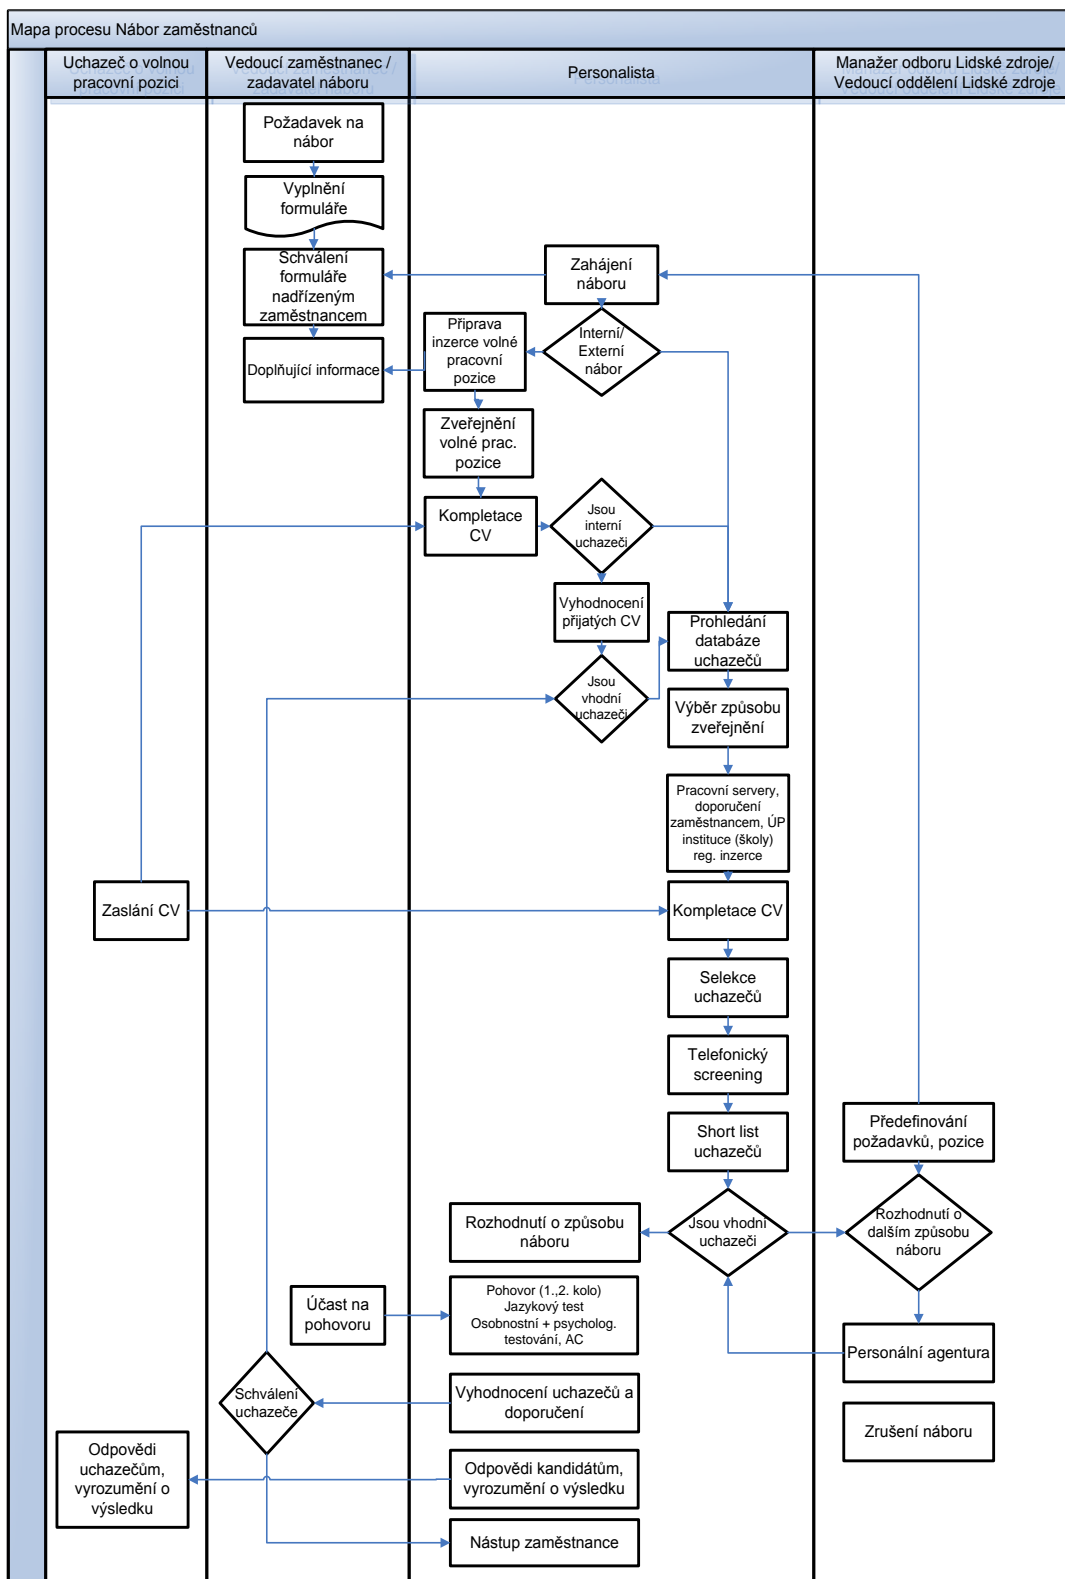 Mapa procesu Nábor zaměstnanců
Uchazeč o volnou
pracovní pozici
Vedoucí zaměstnanec /
zadavatel náboru
Personalista
Manažer odboru Lidské zdroje/
Vedoucí oddělení Lidské zdroje
Požadavek na
nábor
Vyplnění
formuláře
Schválení
formuláře
nadřízeným
zaměstnancem
Zahájení
náboru
Doplňující informace
Připrava
inzerce volné
pracovní
pozice
Interní/
Externí
nábor
Zveřejnění
volné prac.
pozice
Kompletace
CV
Jsou
interní
uchazeči
Vyhodnocení
přijatých CV
Prohledání
databáze
uchazečů
Jsou
vhodní
uchazeči
Výběr způsobu
zveřejnění
Pracovní servery,
doporučení
zaměstnancem, ÚP
instituce (školy)
reg. inzerce
Zaslání CV
Kompletace CV
Selekce
uchazečů
Telefonický
screening
Short list
uchazečů
Předefinování
požadavků, pozice
Rozhodnutí o způsobu
náboru
Jsou vhodní
uchazeči
Rozhodnutí o
dalším způsobu
náboru
Účast na
pohovoru
Pohovor (1.,2. kolo)
Jazykový test
Osobnostní + psycholog.
testování, AC
Personální agentura
Schválení
uchazeče
Vyhodnocení uchazečů a
doporučení
Zrušení náboru
Odpovědi
uchazečům,
vyrozumění o
výsledku
Odpovědi kandidátům,
vyrozumění o výsledku
Nástup zaměstnance